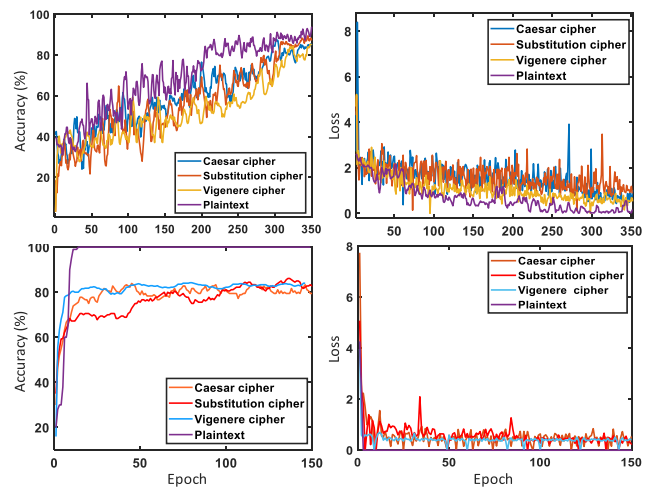 100
80
60
40
20
Accuracy (%)
Caesar cipher
Substitution cipher
Vigenere cipher
Plaintext
0 50 100 150 200 250 300 350
8
6
4
2
0
Loss
Caesar cipher
Substitution cipher
Vigenere cipher
Plaintext
50 100 150 200 250 300 350
100
80
60
40
20
Accuracy (%)
Caesar cipher
Substitution cipher
Vigenere cipher
Plaintext
0 50 100 150
Epoch
8
6
4
2
0
Loss
Caesar cipher
Substitution cipher
Vigenere cipher
Plaintext
0 50 100 150
Epoch